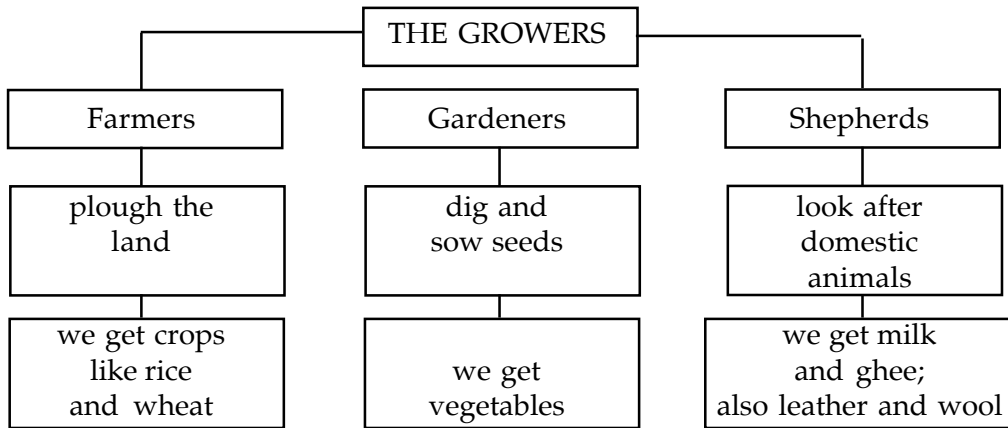 THE GROWERS
Farmers
Gardeners
Shepherds
plough the
land
dig and
sow seeds
look after
domestic
animals
we get crops
like rice
and wheat
we get
vegetables
we get milk
and ghee;
also leather and wool